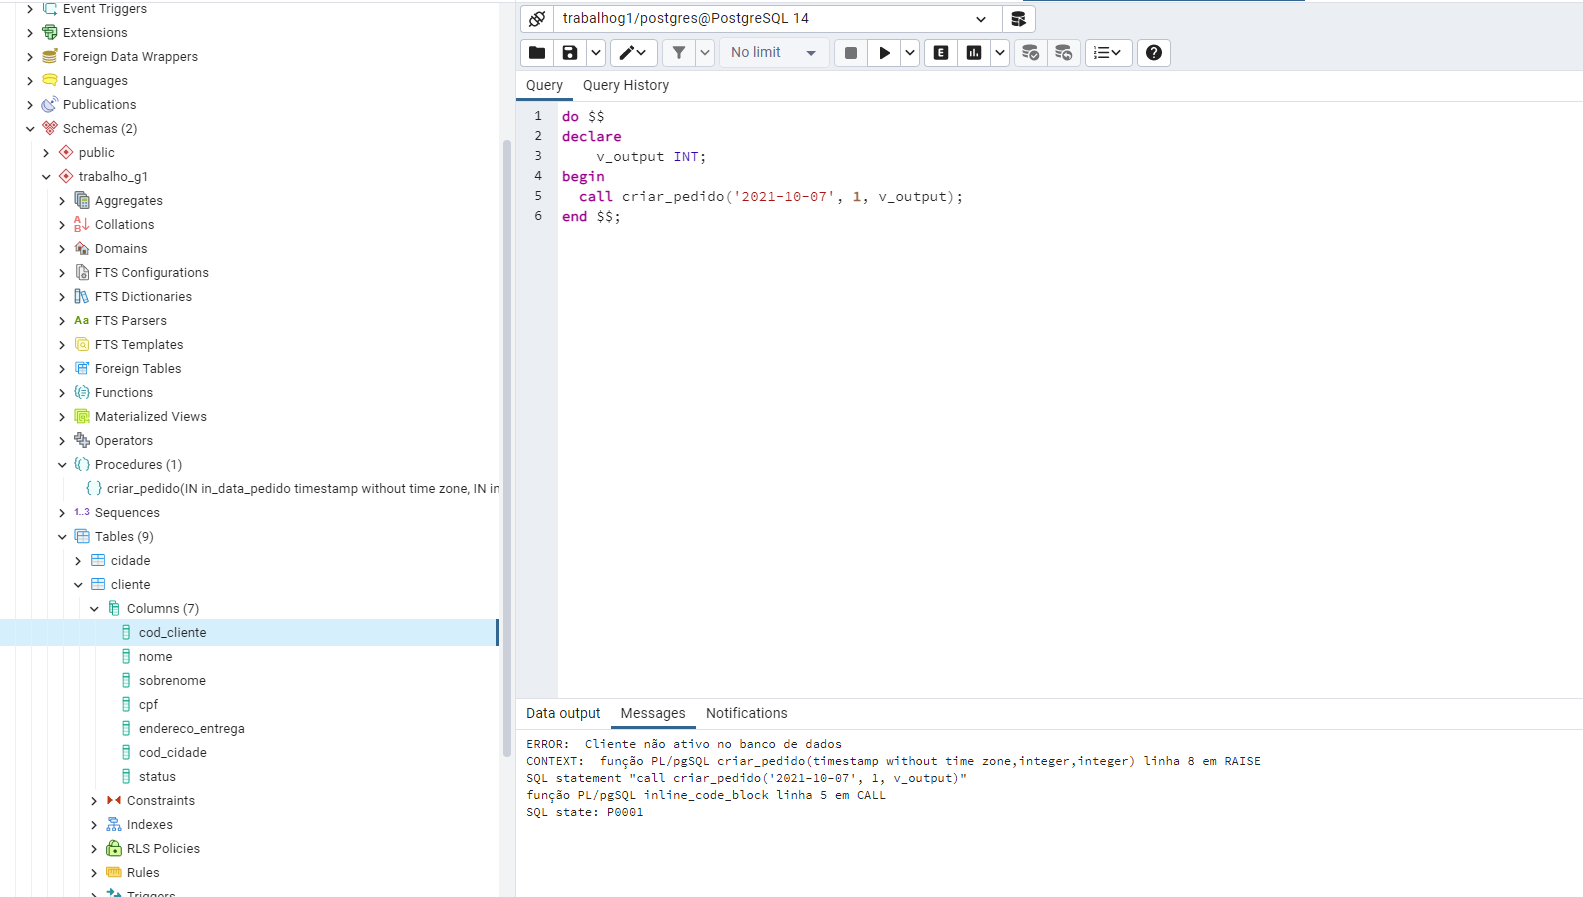 Event Triggers
Extensions
Foreign Data Wrappers
Languages
Publications
Schemas (2)
public
trabalho_g1
Aggregates
Collations
Domains
FTS Configurations
FTS Dictionaries
Aa FTS Parsers
FTS Templates
Foreign Tables
Functions
Materialized Views
Operators
Procedures (1)
criar_pedido(IN in_data_pedido timestamp without time zone, IN in
1..3 Sequences
Tables (9)
cidade
cliente
Columns (7)
cod_cliente
nome
sobrenome
cpf
endereco_entrega
cod_cidade
status
Constraints
Indexes
RLS Policies
Rules
Triggers
trabalhog1/postgres@PostgreSQL 14
No limit
E
Query Query History
1 do $$
2 declare
3 v_output INT;
4 begin
5 call criar_pedido('2021-10-07', 1, v_output);
6 end $$;
Data output Messages Notifications
ERROR:  Cliente não ativo no banco de dados
CONTEXT:  função PL/pgSQL criar_pedido(timestamp without time zone,integer,integer) linha 8 em RAISE
SQL statement "call criar_pedido('2021-10-07', 1, v_output)"
função PL/pgSQL inline_code_block linha 5 em CALL
SQL state: P0001